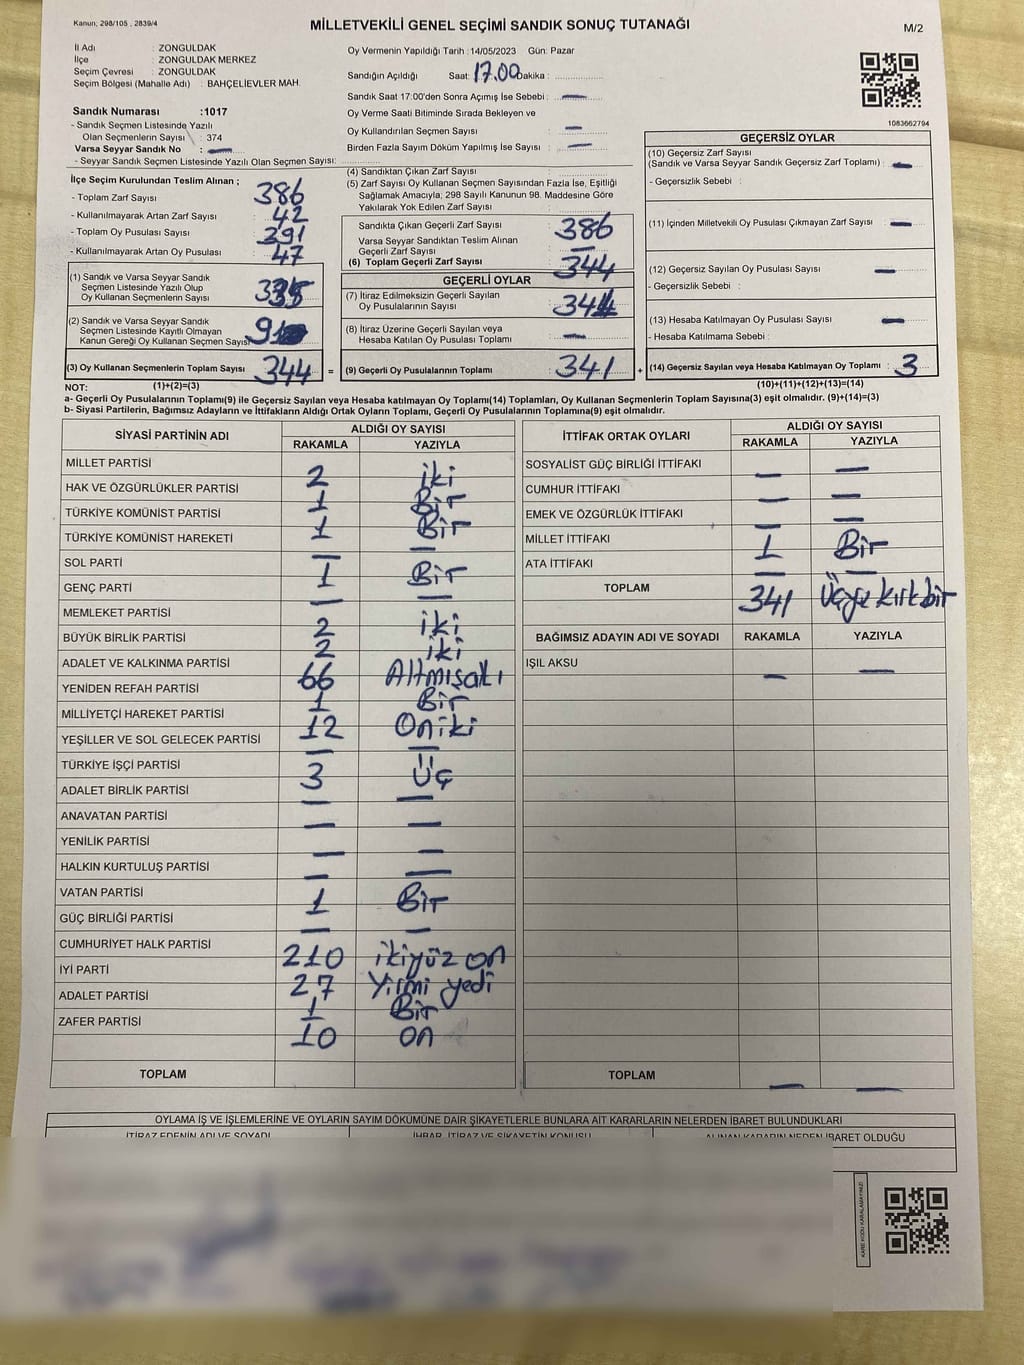 Kanun; 298/105 , 2839/4
MİLLETVEKİLİ GENEL SEÇİMİ SANDIK SONUÇ TUTANAĞI
M/2
İl Adı : ZONGULDAK
İlçe : ZONGULDAK MERKEZ
Seçim Çevresi : ZONGULDAK
Seçim Bölgesi (Mahalle Adı) : BAHÇELİEVLER MAH.
Sandık Numarası :1017
- Sandık Seçmen Listesinde Yazılı
Olan Seçmenlerin Sayısı : 374
Varsa Seyyar Sandık No : —
- Seyyar Sandık Seçmen Listesinde Yazılı Olan Seçmen Sayısı:
Oy Vermenin Yapıldığı Tarih :14/05/2023 Gün: Pazar
Sandığın Açıldığı Saat: 17.00 Dakika :
Sandık Saat 17:00'den Sonra Açımış İse Sebebi : —
Oy Verme Saati Bitiminde Sırada Bekleyen ve
Oy Kullandırılan Seçmen Sayısı : —
Birden Fazla Sayım Döküm Yapılmış İse Sayısı : —
1083662794
İlçe Seçim Kurulundan Teslim Alınan ;
- Toplam Zarf Sayısı : 386
- Kullanılmayarak Artan Zarf Sayısı : 42
- Toplam Oy Pusulası Sayısı : 391
- Kullanılmayarak Artan Oy Pusulası : 47
(1) Sandık ve Varsa Seyyar Sandık
Seçmen Listesinde Yazılı Olup
Oy Kullanan Seçmenlerin Sayısı : 335
(2) Sandık ve Varsa Seyyar Sandık
Seçmen Listesinde Kayıtlı Olmayan
Kanun Gereği Oy Kullanan Seçmen Sayısı: 9
(3) Oy Kullanan Seçmenlerin Toplam Sayısı : 344 =
(4) Sandıktan Çıkan Zarf Sayısı :
(5) Zarf Sayısı Oy Kullanan Seçmen Sayısından Fazla İse, Eşitliği
Sağlamak Amacıyla; 298 Sayılı Kanunun 98. Maddesine Göre
Yakılarak Yok Edilen Zarf Sayısı :
Sandıkta Çıkan Geçerli Zarf Sayısı : 386
Varsa Seyyar Sandıktan Teslim Alınan
Geçerli Zarf Sayısı : —
(6) Toplam Geçerli Zarf Sayısı : 344
GEÇERLİ OYLAR
(7) İtiraz Edilmeksizin Geçerli Sayılan
Oy Pusulalarının Sayısı : 341
(8) İtiraz Üzerine Geçerli Sayılan veya
Hesaba Katılan Oy Pusulası Toplamı : —
(9) Geçerli Oy Pusulalarının Toplamı : 341 +
GEÇERSİZ OYLAR
(10) Geçersiz Zarf Sayısı
(Sandık ve Varsa Seyyar Sandık Geçersiz Zarf Toplamı) : —
- Geçersizlik Sebebi :
(11) İçinden Milletvekili Oy Pusulası Çıkmayan Zarf Sayısı : —
(12) Geçersiz Sayılan Oy Pusulası Sayısı : —
- Geçersizlik Sebebi :
(13) Hesaba Katılmayan Oy Pusulası Sayısı : —
- Hesaba Katılmama Sebebi :
(14) Geçersiz Sayılan veya Hesaba Katılmayan Oy Toplamı : 3
NOT: (1)+(2)=(3) (10)+(11)+(12)+(13)=(14)
a- Geçerli Oy Pusulalarının Toplamı(9) ile Geçersiz veya Hesaba katılmayan Oy Toplamı(14) Toplamları, Oy Kullanan Seçmenlerin Toplam Sayısına(3) eşit olmalıdır. (9)+(14)=(3)
b- Siyasi Partilerin, Bağımsız Adayların ve İttifakların Aldığı Ortak Oyların Toplamı, Geçerli Oy Pusulalarının Toplamına(9) eşit olmalıdır.
SİYASİ PARTİNİN ADI ALDIĞI OY SAYISI
RAKAMLA YAZIYLA
MİLLET PARTİSİ 2 iki
HAK VE ÖZGÜRLÜKLER PARTİSİ 1 Bir
TÜRKİYE KOMÜNİST PARTİSİ 1 Bir
TÜRKİYE KOMÜNİST HAREKETİ — —
SOL PARTİ 1 Bir
GENÇ PARTİ — —
MEMLEKET PARTİSİ 2 iki
BÜYÜK BİRLİK PARTİSİ 2 iki
ADALET VE KALKINMA PARTİSİ 66 Altmışaltı
YENİDEN REFAH PARTİSİ 1 Bir
MİLLİYETÇİ HAREKET PARTİSİ 12 Oniki
YEŞİLLER VE SOL GELECEK PARTİSİ — —
TÜRKİYE İŞÇİ PARTİSİ 3 Üç
ADALET BİRLİK PARTİSİ — —
ANAVATAN PARTİSİ — —
YENİLİK PARTİSİ — —
HALKIN KURTULUŞ PARTİSİ — —
VATAN PARTİSİ 1 Bir
GÜÇ BİRLİĞİ PARTİSİ — —
CUMHURİYET HALK PARTİSİ 210 ikiyüz on
İYİ PARTİ 27 Yirmi yedi
ADALET PARTİSİ 1 Bir
ZAFER PARTİSİ 10 on
TOPLAM
İTTİFAK ORTAK OYLARI ALDIĞI OY SAYISI
RAKAMLA YAZIYLA
SOSYALİST GÜÇ BİRLİĞİ İTTİFAKI — —
CUMHUR İTTİFAKI — —
EMEK VE ÖZGÜRLÜK İTTİFAKI — —
MİLLET İTTİFAKI 1 Bir
ATA İTTİFAKI — —
TOPLAM 341 Üçyüz kırkbir
BAĞIMSIZ ADAYIN ADI VE SOYADI RAKAMLA YAZIYLA
IŞIL AKSU — —
TOPLAM — —
OYLAMA İŞ VE İŞLEMLERİNE VE OYLARIN SAYIM DÖKÜMÜNE DAİR ŞİKAYETLERLE BUNLARA AİT KARARLARIN NELERDEN İBARET BULUNDUKLARI
İTİRAZ EDENİN ADI VE SOYADI İHBAR, İTİRAZ VE ŞİKAYETİN KONUSU ALINAN KARARIN NEDEN İBARET OLDUĞU
KARE KODU KARALAMAYINIZ!